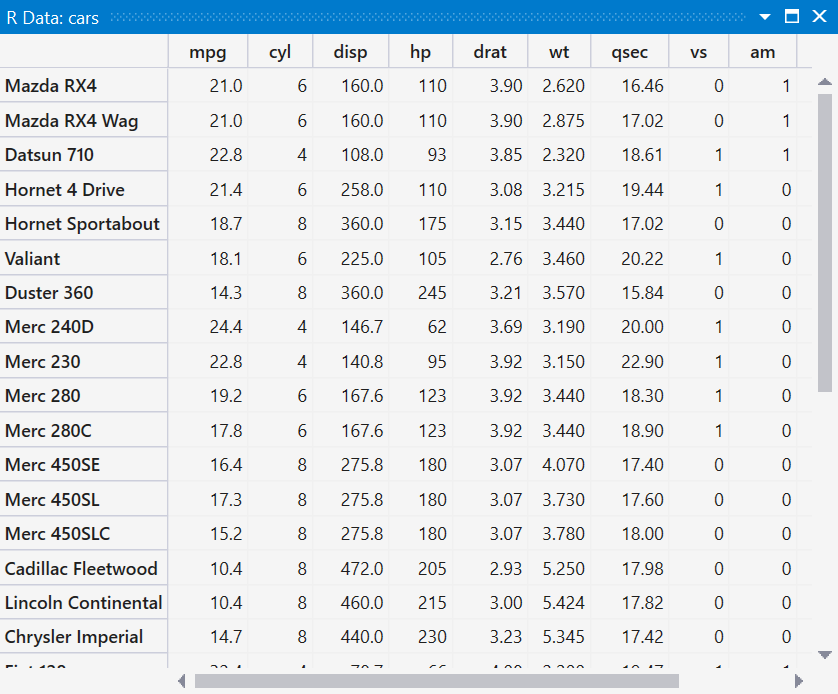 R Data: cars
mpg cyl disp hp drat wt qsec vs am
Mazda RX4 21.0 6 160.0 110 3.90 2.620 16.46 0 1
Mazda RX4 Wag 21.0 6 160.0 110 3.90 2.875 17.02 0 1
Datsun 710 22.8 4 108.0 93 3.85 2.320 18.61 1 1
Hornet 4 Drive 21.4 6 258.0 110 3.08 3.215 19.44 1 0
Hornet Sportabout 18.7 8 360.0 175 3.15 3.440 17.02 0 0
Valiant 18.1 6 225.0 105 2.76 3.460 20.22 1 0
Duster 360 14.3 8 360.0 245 3.21 3.570 15.84 0 0
Merc 240D 24.4 4 146.7 62 3.69 3.190 20.00 1 0
Merc 230 22.8 4 140.8 95 3.92 3.150 22.90 1 0
Merc 280 19.2 6 167.6 123 3.92 3.440 18.30 1 0
Merc 280C 17.8 6 167.6 123 3.92 3.440 18.90 1 0
Merc 450SE 16.4 8 275.8 180 3.07 4.070 17.40 0 0
Merc 450SL 17.3 8 275.8 180 3.07 3.730 17.60 0 0
Merc 450SLC 15.2 8 275.8 180 3.07 3.780 18.00 0 0
Cadillac Fleetwood 10.4 8 472.0 205 2.93 5.250 17.98 0 0
Lincoln Continental 10.4 8 460.0 215 3.00 5.424 17.82 0 0
Chrysler Imperial 14.7 8 440.0 230 3.23 5.345 17.42 0 0